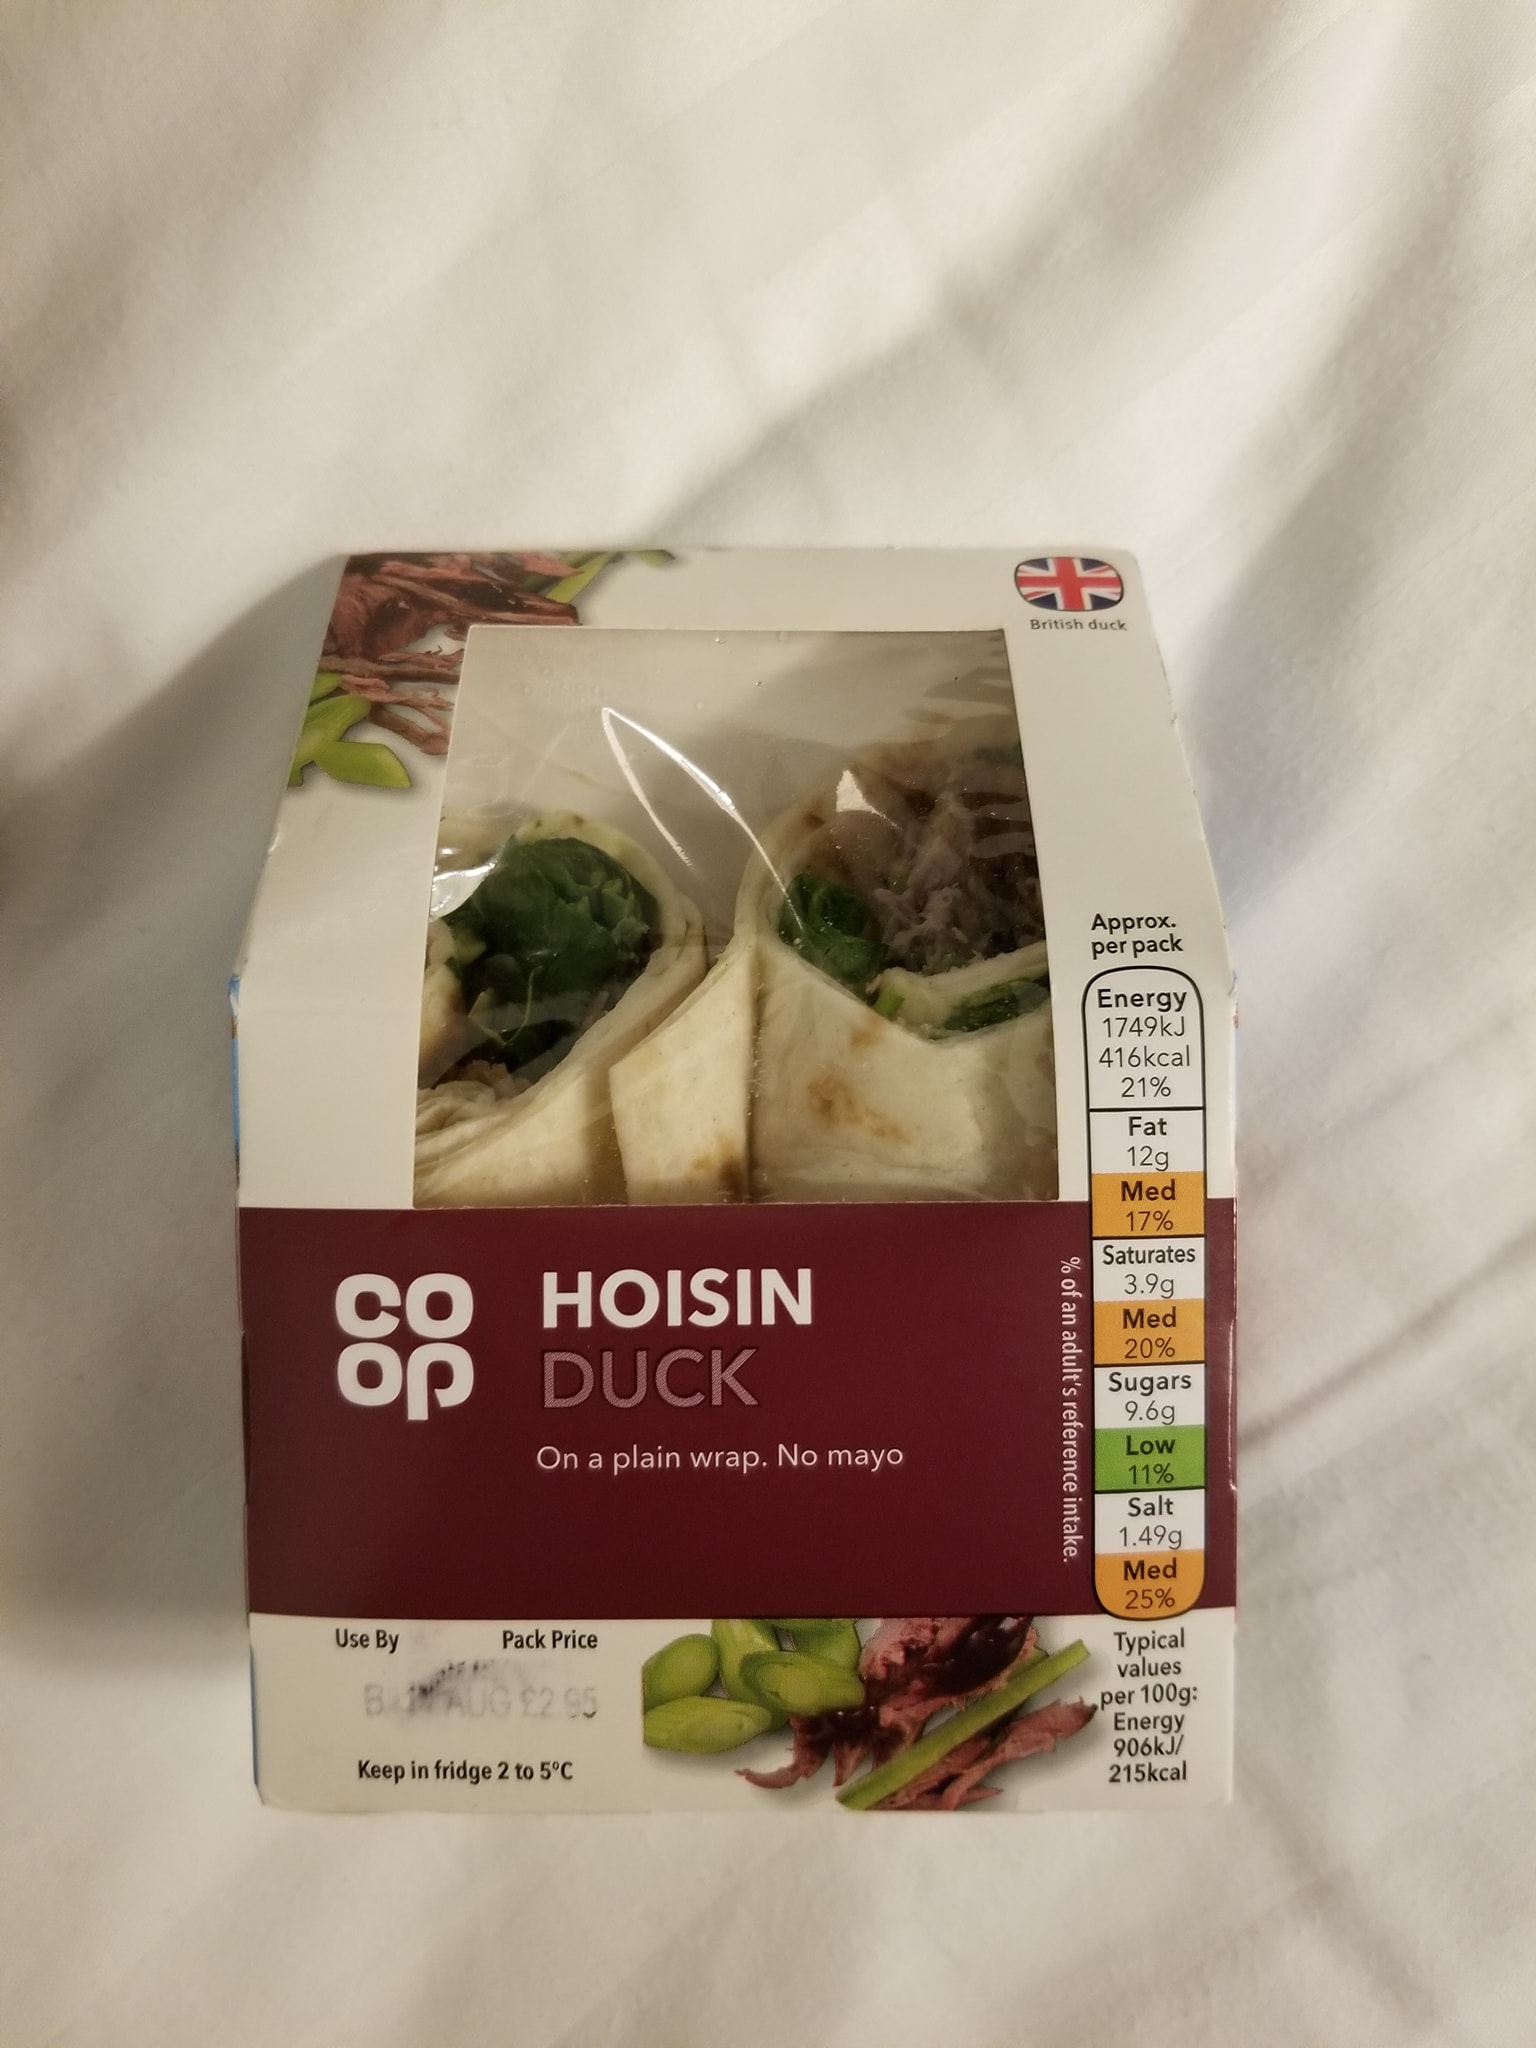 British duck
Approx.
per pack
Energy
1749kJ
416kcal
21%
Fat
12g
Med
17%
Saturates
3.9g
Med
20%
Sugars
9.6g
Low
11%
Salt
1.49g
Med
25%
% of an adult's reference intake.
co
op
HOISIN
DUCK
On a plain wrap. No mayo
Use By
Pack Price
AUG £2.95
Keep in fridge 2 to 5°C
Typical
values
per 100g:
Energy
906kJ/
215kcal